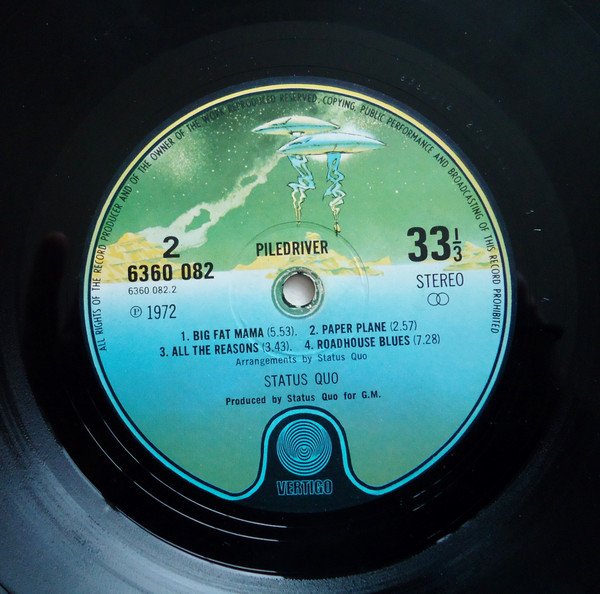 ALL RIGHTS OF THE RECORD PRODUCER AND OF THE OWNER OF THE WORK REPRODUCED RESERVED. COPYING, PUBLIC PERFORMANCE AND BROADCASTING OF THIS RECORD PROHIBITED
2
6360 082
6360 082.2
℗ 1972
PILEDRIVER
33⅓
STEREO
1. BIG FAT MAMA (5.53). 2. PAPER PLANE (2.57)
3. ALL THE REASONS (3.43). 4. ROADHOUSE BLUES (7.28)
Arrangements by Status Quo
STATUS QUO
Produced by Status Quo for G.M.
VERTIGO